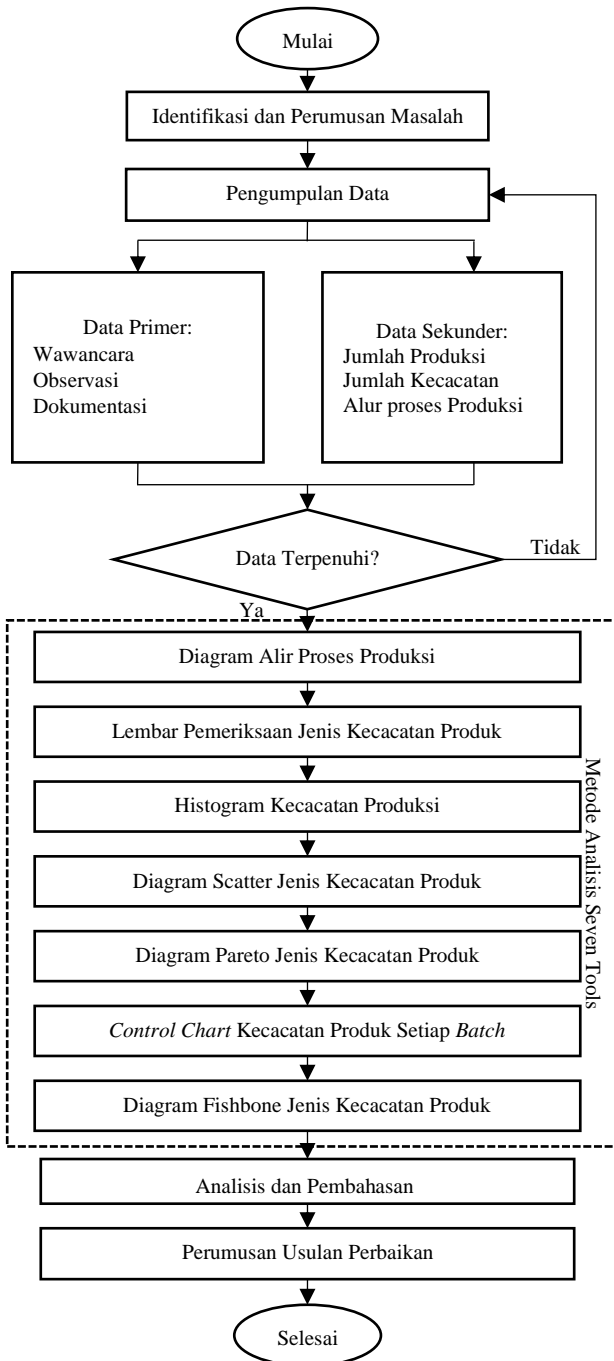 Mulai
Identifikasi dan Perumusan Masalah
Pengumpulan Data
Data Primer:
Wawancara
Observasi
Dokumentasi
Data Sekunder:
Jumlah Produksi
Jumlah Kecacatan
Alur proses Produksi
Data Terpenuhi?
Tidak
Ya
Diagram Alir Proses Produksi
Lembar Pemeriksaan Jenis Kecacatan Produk
Histogram Kecacatan Produksi
Diagram Scatter Jenis Kecacatan Produk
Diagram Pareto Jenis Kecacatan Produk
Control Chart Kecacatan Produk Setiap Batch
Diagram Fishbone Jenis Kecacatan Produk
Metode Analisis Seven Tools
Analisis dan Pembahasan
Perumusan Usulan Perbaikan
Selesai